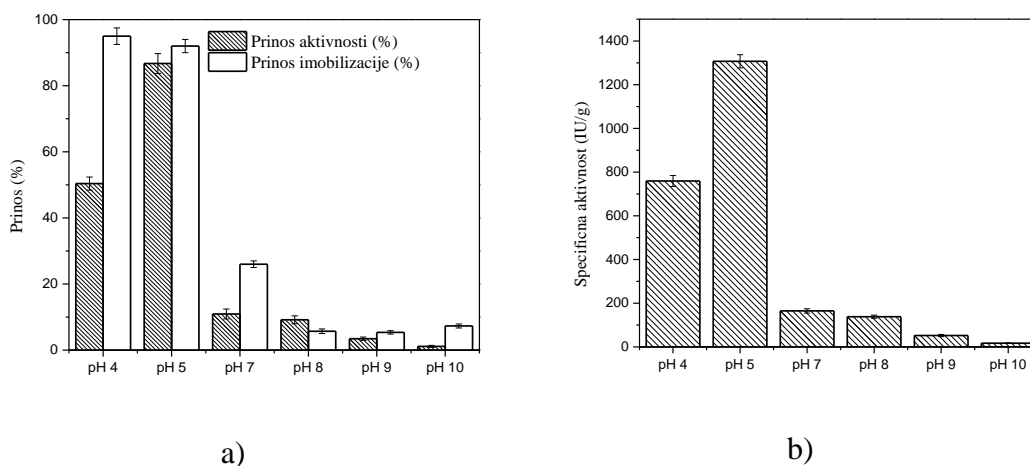 100
80
60
40
20
0
Prinos (%)
Prinos aktivnosti (%)
Prinos imobilizacije (%)
pH 4 pH 5 pH 7 pH 8 pH 9 pH 10
a)
1400
1200
1000
800
600
400
200
0
Specificna aktivnost (IU/g)
pH 4 pH 5 pH 7 pH 8 pH 9 pH 10
b)